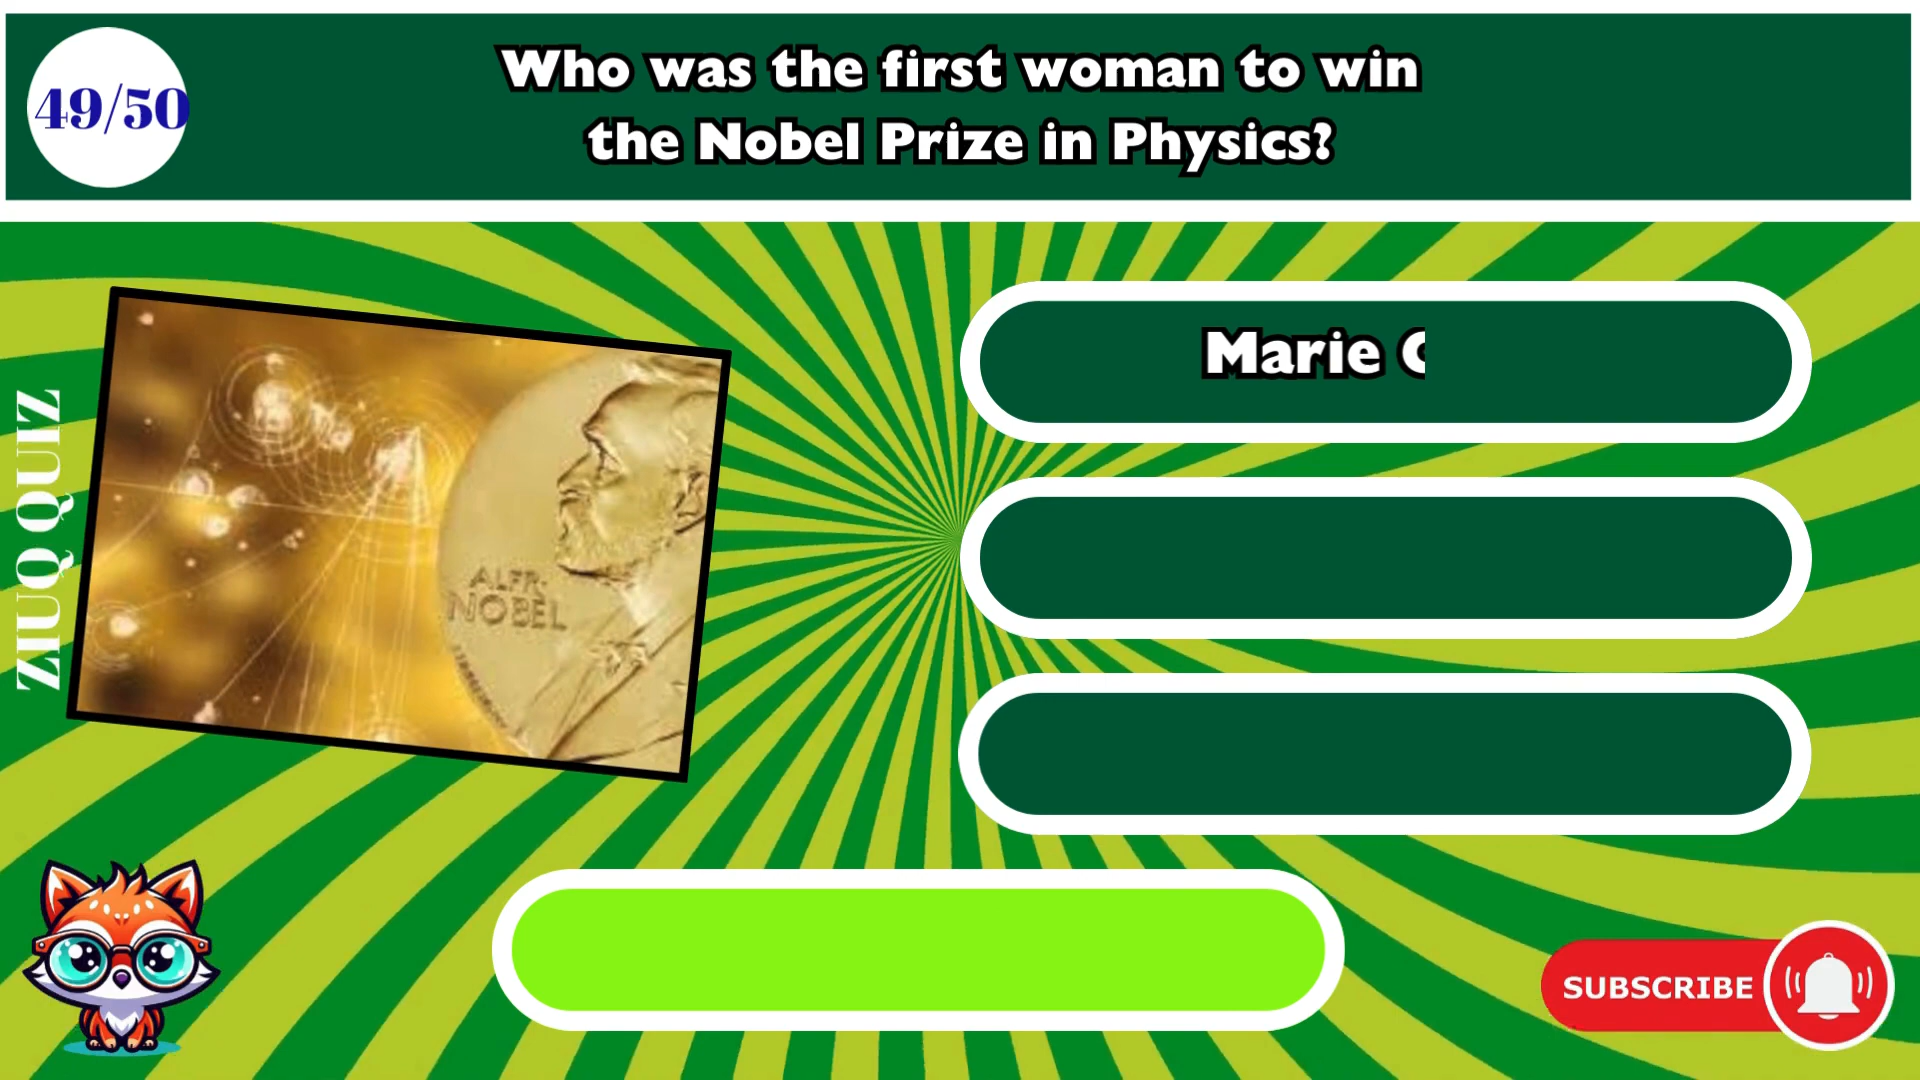 49/50
Who was the first woman to win
the Nobel Prize in Physics?
Marie C
ZIUQ QUIZ
ALFR·
NOBEL
SUBSCRIBE